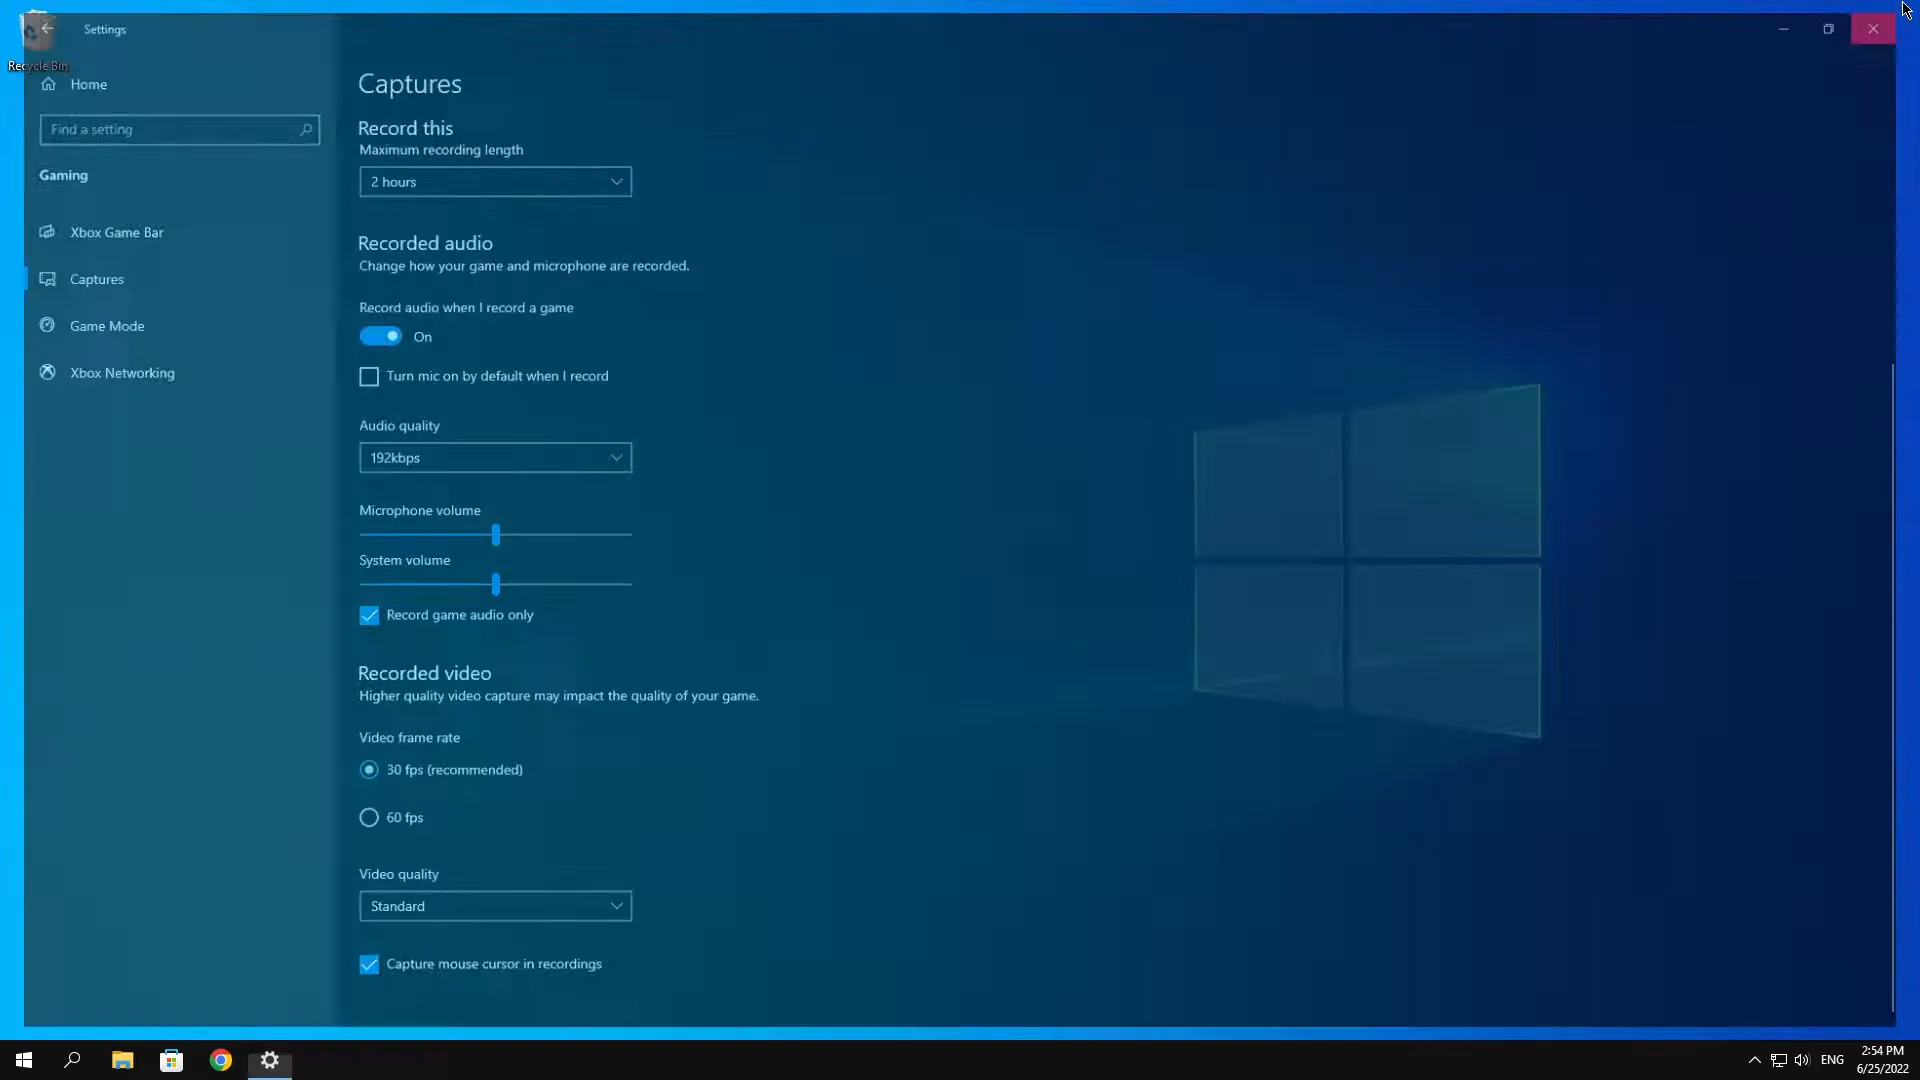 Settings
Recycle Bin
Home
Find a setting
Gaming
Xbox Game Bar
Captures
Game Mode
Xbox Networking
Captures
Record this
Maximum recording length
2 hours
Recorded audio
Change how your game and microphone are recorded.
Record audio when I record a game
On
Turn mic on by default when I record
Audio quality
192kbps
Microphone volume
System volume
Record game audio only
Recorded video
Higher quality video capture may impact the quality of your game.
Video frame rate
30 fps (recommended)
60 fps
Video quality
Standard
Capture mouse cursor in recordings
ENG
2:54 PM
6/25/2022